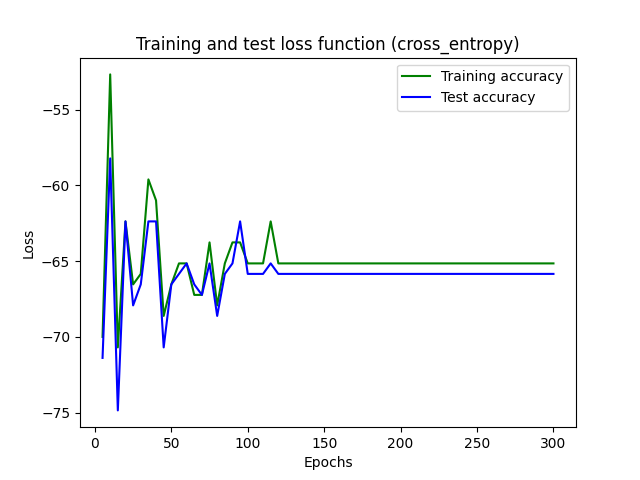 Training and test loss function (cross_entropy)
Training accuracy
Test accuracy
Loss
−55
−60
−65
−70
−75
0 50 100 150 200 250 300
Epochs